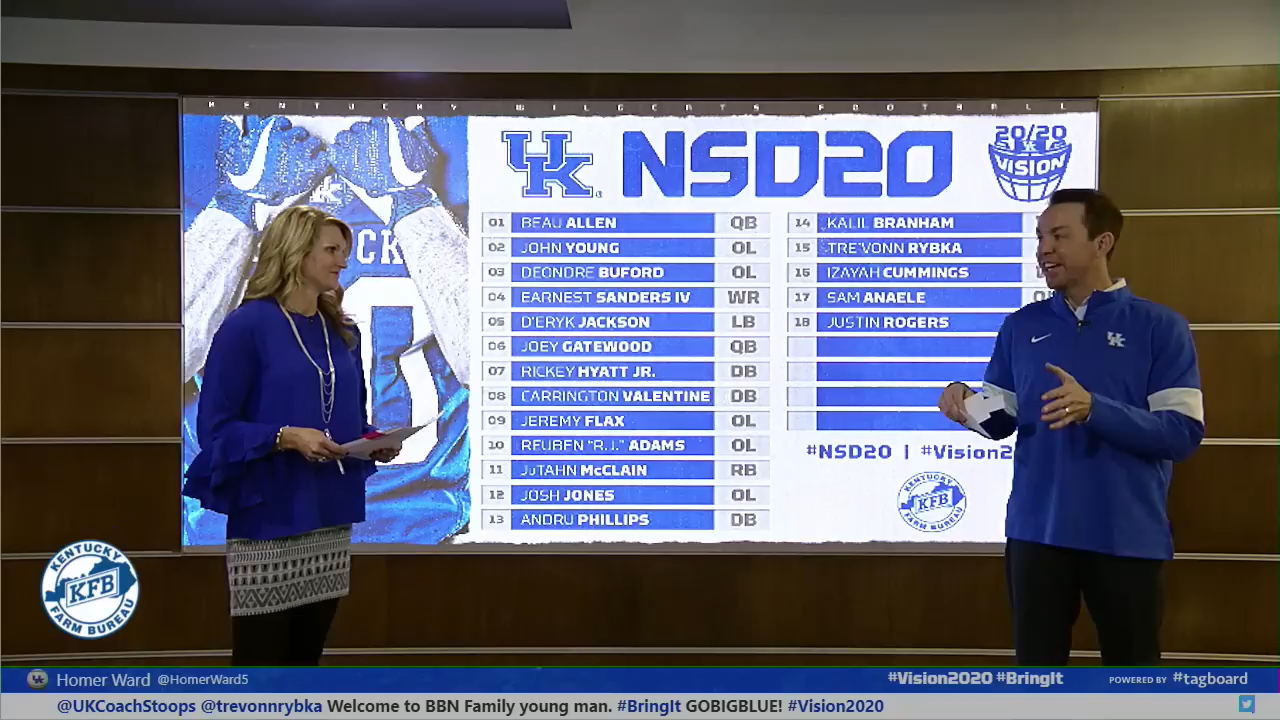 KENTUCKY WILDCATS FOOTBALL
UK NSD20
20/20
UK
VISION
01 BEAU ALLEN QB
02 JOHN YOUNG OL
03 DEONDRE BUFORD OL
04 EARNEST SANDERS IV WR
05 D'ERYK JACKSON LB
06 JOEY GATEWOOD QB
07 RICKEY HYATT JR. DB
08 CARRINGTON VALENTINE DB
09 JEREMY FLAX OL
10 REUBEN "R.J." ADAMS OL
11 JuTAHN McCLAIN RB
12 JOSH JONES OL
13 ANDRU PHILLIPS DB
14 KALIL BRANHAM
15 TRE'VONN RYBKA
16 IZAYAH CUMMINGS
17 SAM ANAELE
18 JUSTIN ROGERS
#NSD20 | #Vision2
KENTUCKY
KFB
FARM BUREAU
CK
UK
KENTUCKY
KFB
FARM BUREAU
Homer Ward @HomerWard5 #Vision2020 #BringIt POWERED BY #tagboard
@UKCoachStoops @trevonnrybka Welcome to BBN Family young man. #BringIt GOBIGBLUE! #Vision2020